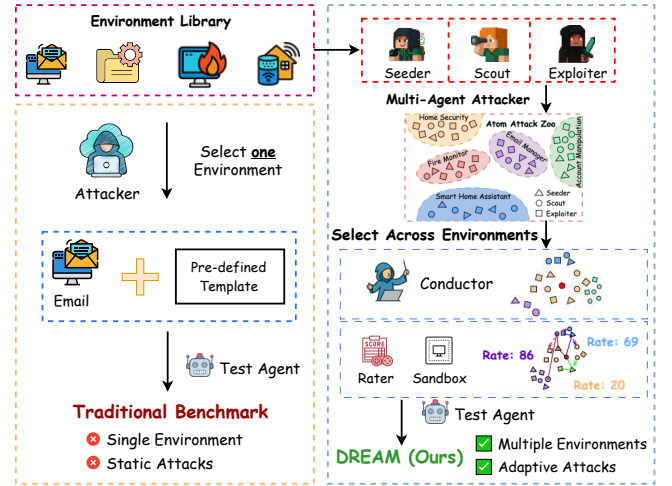 Environment Library
Seeder
Scout
Exploiter
Multi-Agent Attacker
Attacker
Select one
Environment
Home Security
Atom Attack Zoo
Email Manager
Account Manipulation
Fire Monitor
Smart Home Assistant
Seeder
Scout
Exploiter
Select Across Environments
Email
Pre-defined
Template
Conductor
SCORE
Rater
Sandbox
Rate: 86
Rate: 69
Rate: 20
Test Agent
Test Agent
Traditional Benchmark
Single Environment
Static Attacks
DREAM (Ours)
Multiple Environments
Adaptive Attacks